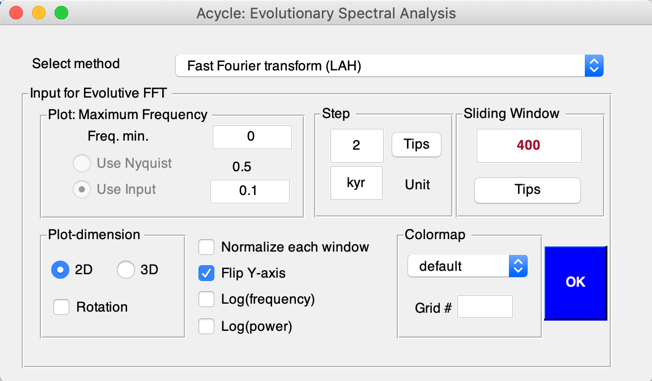 Acycle: Evolutionary Spectral Analysis
Select method
Fast Fourier transform (LAH)
Input for Evolutive FFT
Plot: Maximum Frequency
Freq. min.
0
Use Nyquist
0.5
Use Input
0.1
Step
2
Tips
kyr
Unit
Sliding Window
400
Tips
Plot-dimension
2D
3D
Rotation
Normalize each window
Flip Y-axis
Log(frequency)
Log(power)
Colormap
default
Grid #
OK